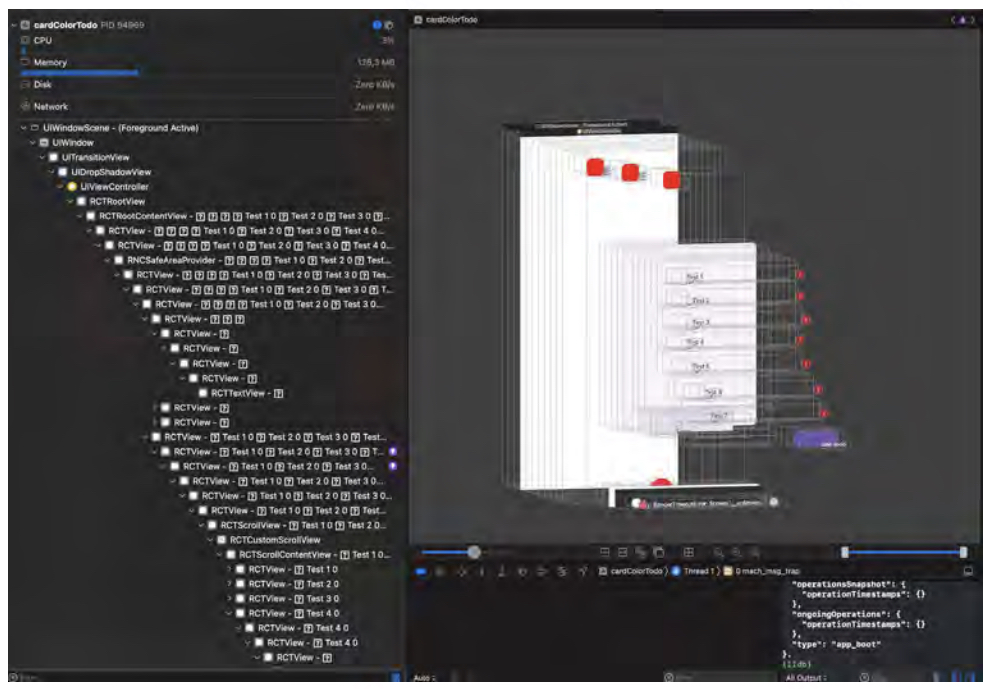 cardColorTodo PID 94969
CPU 3%
Memory 126,3 MB
Disk Zero KB/s
Network Zero KB/s
UIWindowScene - (Foreground Active)
UIWindow
UITransitionView
UIDropShadowView
UIViewController
RCTRootView
RCTRootContentView - ? ? ? ? Test 1 0 ? Test 2 0 ? Test 3 0 ?...
RCTView - ? ? ? ? Test 1 0 ? Test 2 0 ? Test 3 0 ? Test 4 0...
RCTView - ? ? ? ? Test 1 0 ? Test 2 0 ? Test 3 0 ? Test 4 0...
RNCSafeAreaProvider - ? ? ? ? Test 1 0 ? Test 2 0 ? Test...
RCTView - ? ? ? ? Test 1 0 ? Test 2 0 ? Test 3 0 ? Test...
RCTView - ? ? ? ? Test 1 0 ? Test 2 0 ? Test 3 0 ? T...
RCTView - ? ? ? ? Test 1 0 ? Test 2 0 ? Test 3 0...
RCTView - ? ? ?
RCTView - ?
RCTView - ?
RCTView - ?
RCTView - ?
RCTTextView - ?
RCTView - ?
RCTView - ?
RCTView - ? Test 1 0 ? Test 2 0 ? Test 3 0 ? Test...
RCTView - ? Test 1 0 ? Test 2 0 ? Test 3 0 ? T...
RCTView - ? Test 1 0 ? Test 2 0 ? Test 3 0...
RCTView - ? Test 1 0 ? Test 2 0 ? Test 3 0...
RCTView - ? Test 1 0 ? Test 2 0 ? Test 3 0...
RCTScrollView - ? Test 1 0 ? Test 2 0...
RCTCustomScrollView
RCTScrollContentView - ? Test 1 0...
RCTView - ? Test 1 0
RCTView - ? Test 2 0
RCTView - ? Test 3 0
RCTView - ? Test 4 0
RCTView - ? Test 4 0
RCTView - ? Test 4 0
RCTView - ?
cardColorTodo
Test 1
Test 2
Test 3
Test 4
Test 5
Test 6
Test 7
cardColorTodo Thread 1 0 mach_msg_trap
"operationsSnapshot": {
"operationTimestamps": {}
},
"ongoingOperations": {
"operationTimestamps": {}
},
"type": "app_boot"
}.
(lldb)
Auto
All Output